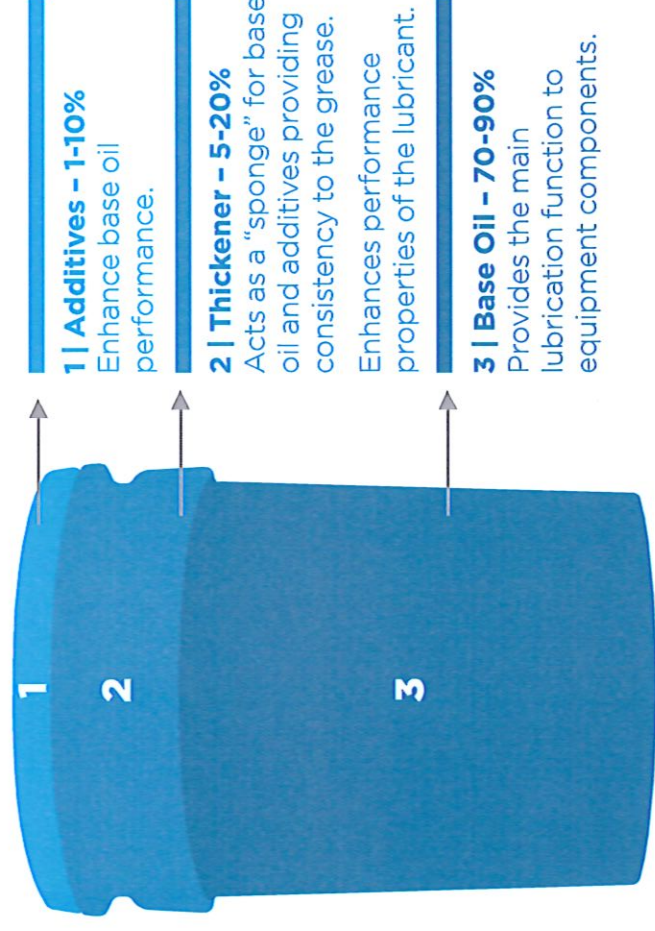 1
2
3
1 | Additives – 1-10%
Enhance base oil
performance.
2 | Thickener – 5-20%
Acts as a “sponge” for base
oil and additives providing
consistency to the grease.
Enhances performance
properties of the lubricant.
3 | Base Oil – 70-90%
Provides the main
lubrication function to
equipment components.